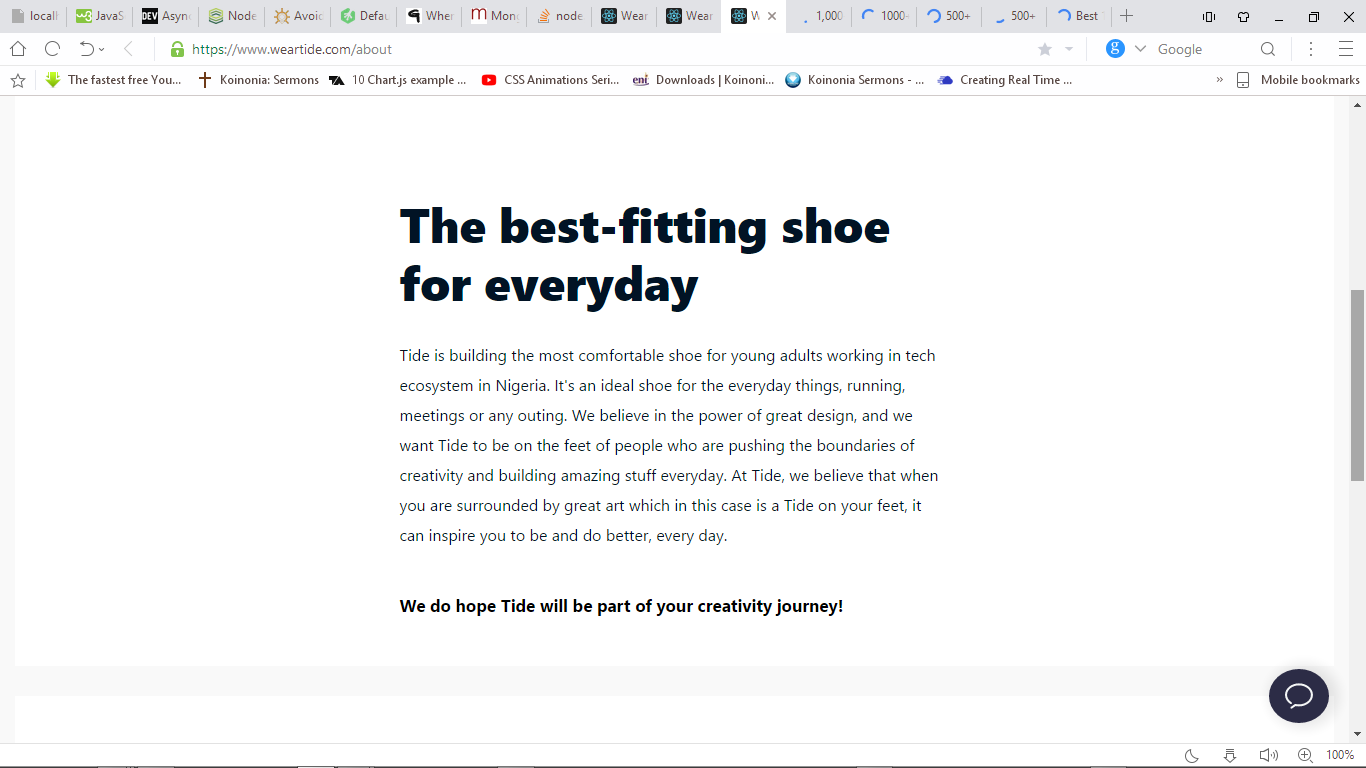 locall JavaS Async Node Avoid Defau Wher Mong node Wear Wear W 1,000 1000- 500+ 500+ Best
https://www.weartide.com/about
Google
The fastest free You... Koinonia: Sermons 10 Chart.js example ... CSS Animations Seri... Downloads | Koinoni... Koinonia Sermons - ... Creating Real Time ... » Mobile bookmarks
The best-fitting shoe
for everyday
Tide is building the most comfortable shoe for young adults working in tech
ecosystem in Nigeria. It's an ideal shoe for the everyday things, running,
meetings or any outing. We believe in the power of great design, and we
want Tide to be on the feet of people who are pushing the boundaries of
creativity and building amazing stuff everyday. At Tide, we believe that when
you are surrounded by great art which in this case is a Tide on your feet, it
can inspire you to be and do better, every day.
We do hope Tide will be part of your creativity journey!
100%